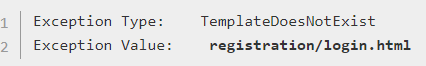 1 Exception Type: TemplateDoesNotExist
2 Exception Value: registration/login.html